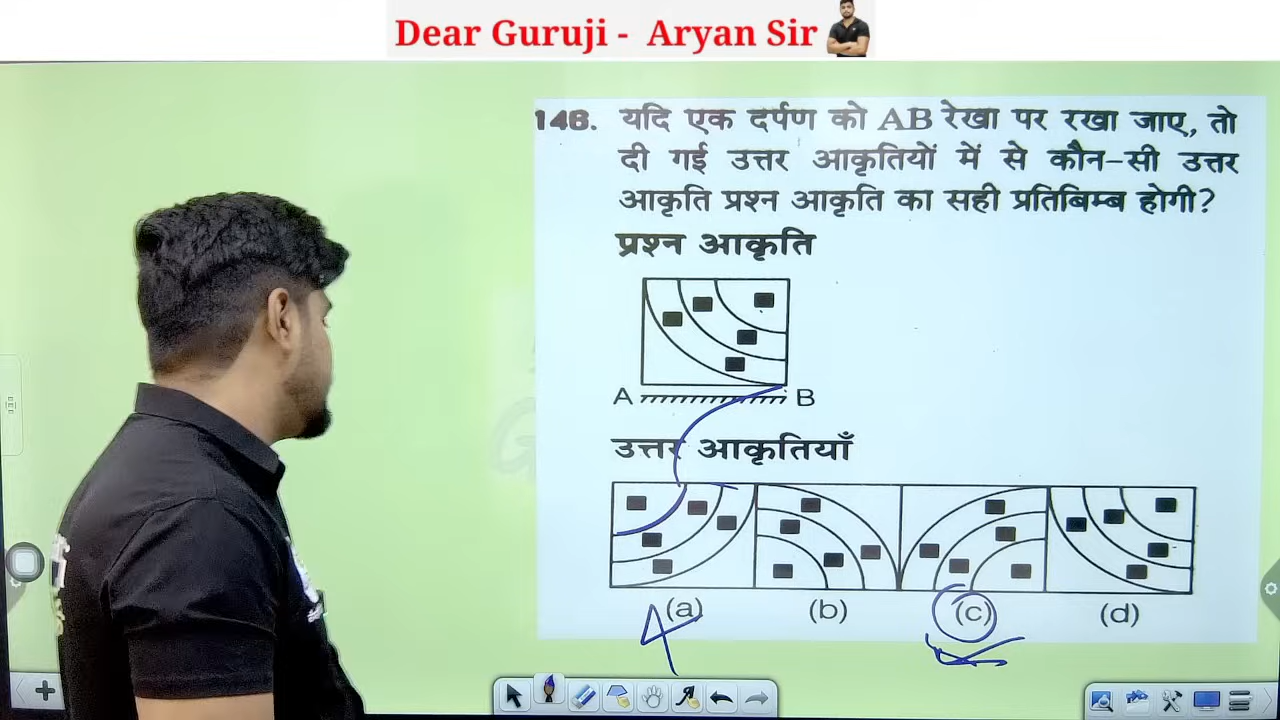 Dear Guruji - Aryan Sir
146. यदि एक दर्पण को AB रेखा पर रखा जाए, तो
दी गई उत्तर आकृतियों में से कौन-सी उत्तर
आकृति प्रश्न आकृति का सही प्रतिबिम्ब होगी?
प्रश्न आकृति
A B
उत्तर आकृतियाँ
(a) (b) (c) (d)